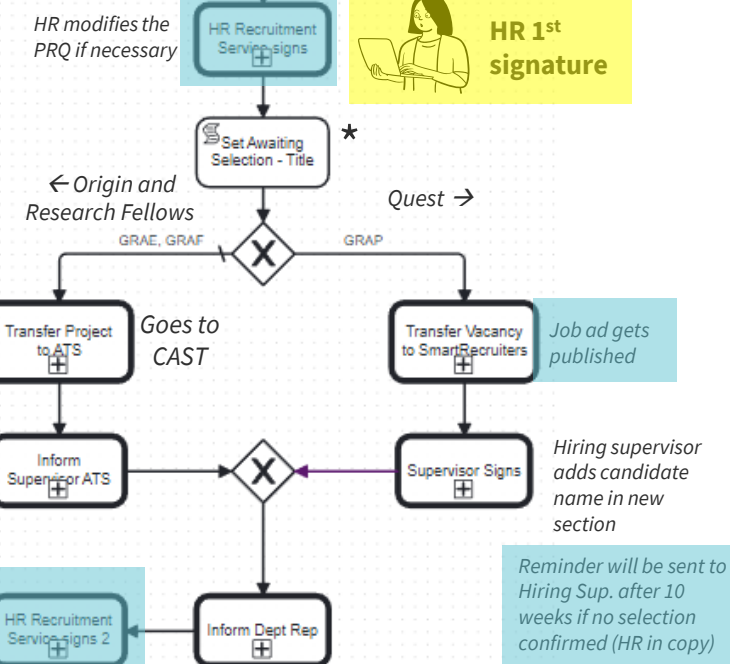 HR modifies the
PRQ if necessary
HR Recruitment
Service signs
HR 1st
signature
Set Awaiting
Selection - Title
*
← Origin and
Research Fellows
Quest →
GRAE, GRAF
X
GRAP
Transfer Project
to ATS
Goes to
CAST
Transfer Vacancy
to SmartRecruiters
Job ad gets
published
Inform
Supervisor ATS
X
Supervisor Signs
Hiring supervisor
adds candidate
name in new
section
Reminder will be sent to
Hiring Sup. after 10
weeks if no selection
confirmed (HR in copy)
HR Recruitment
Service signs 2
Inform Dept Rep